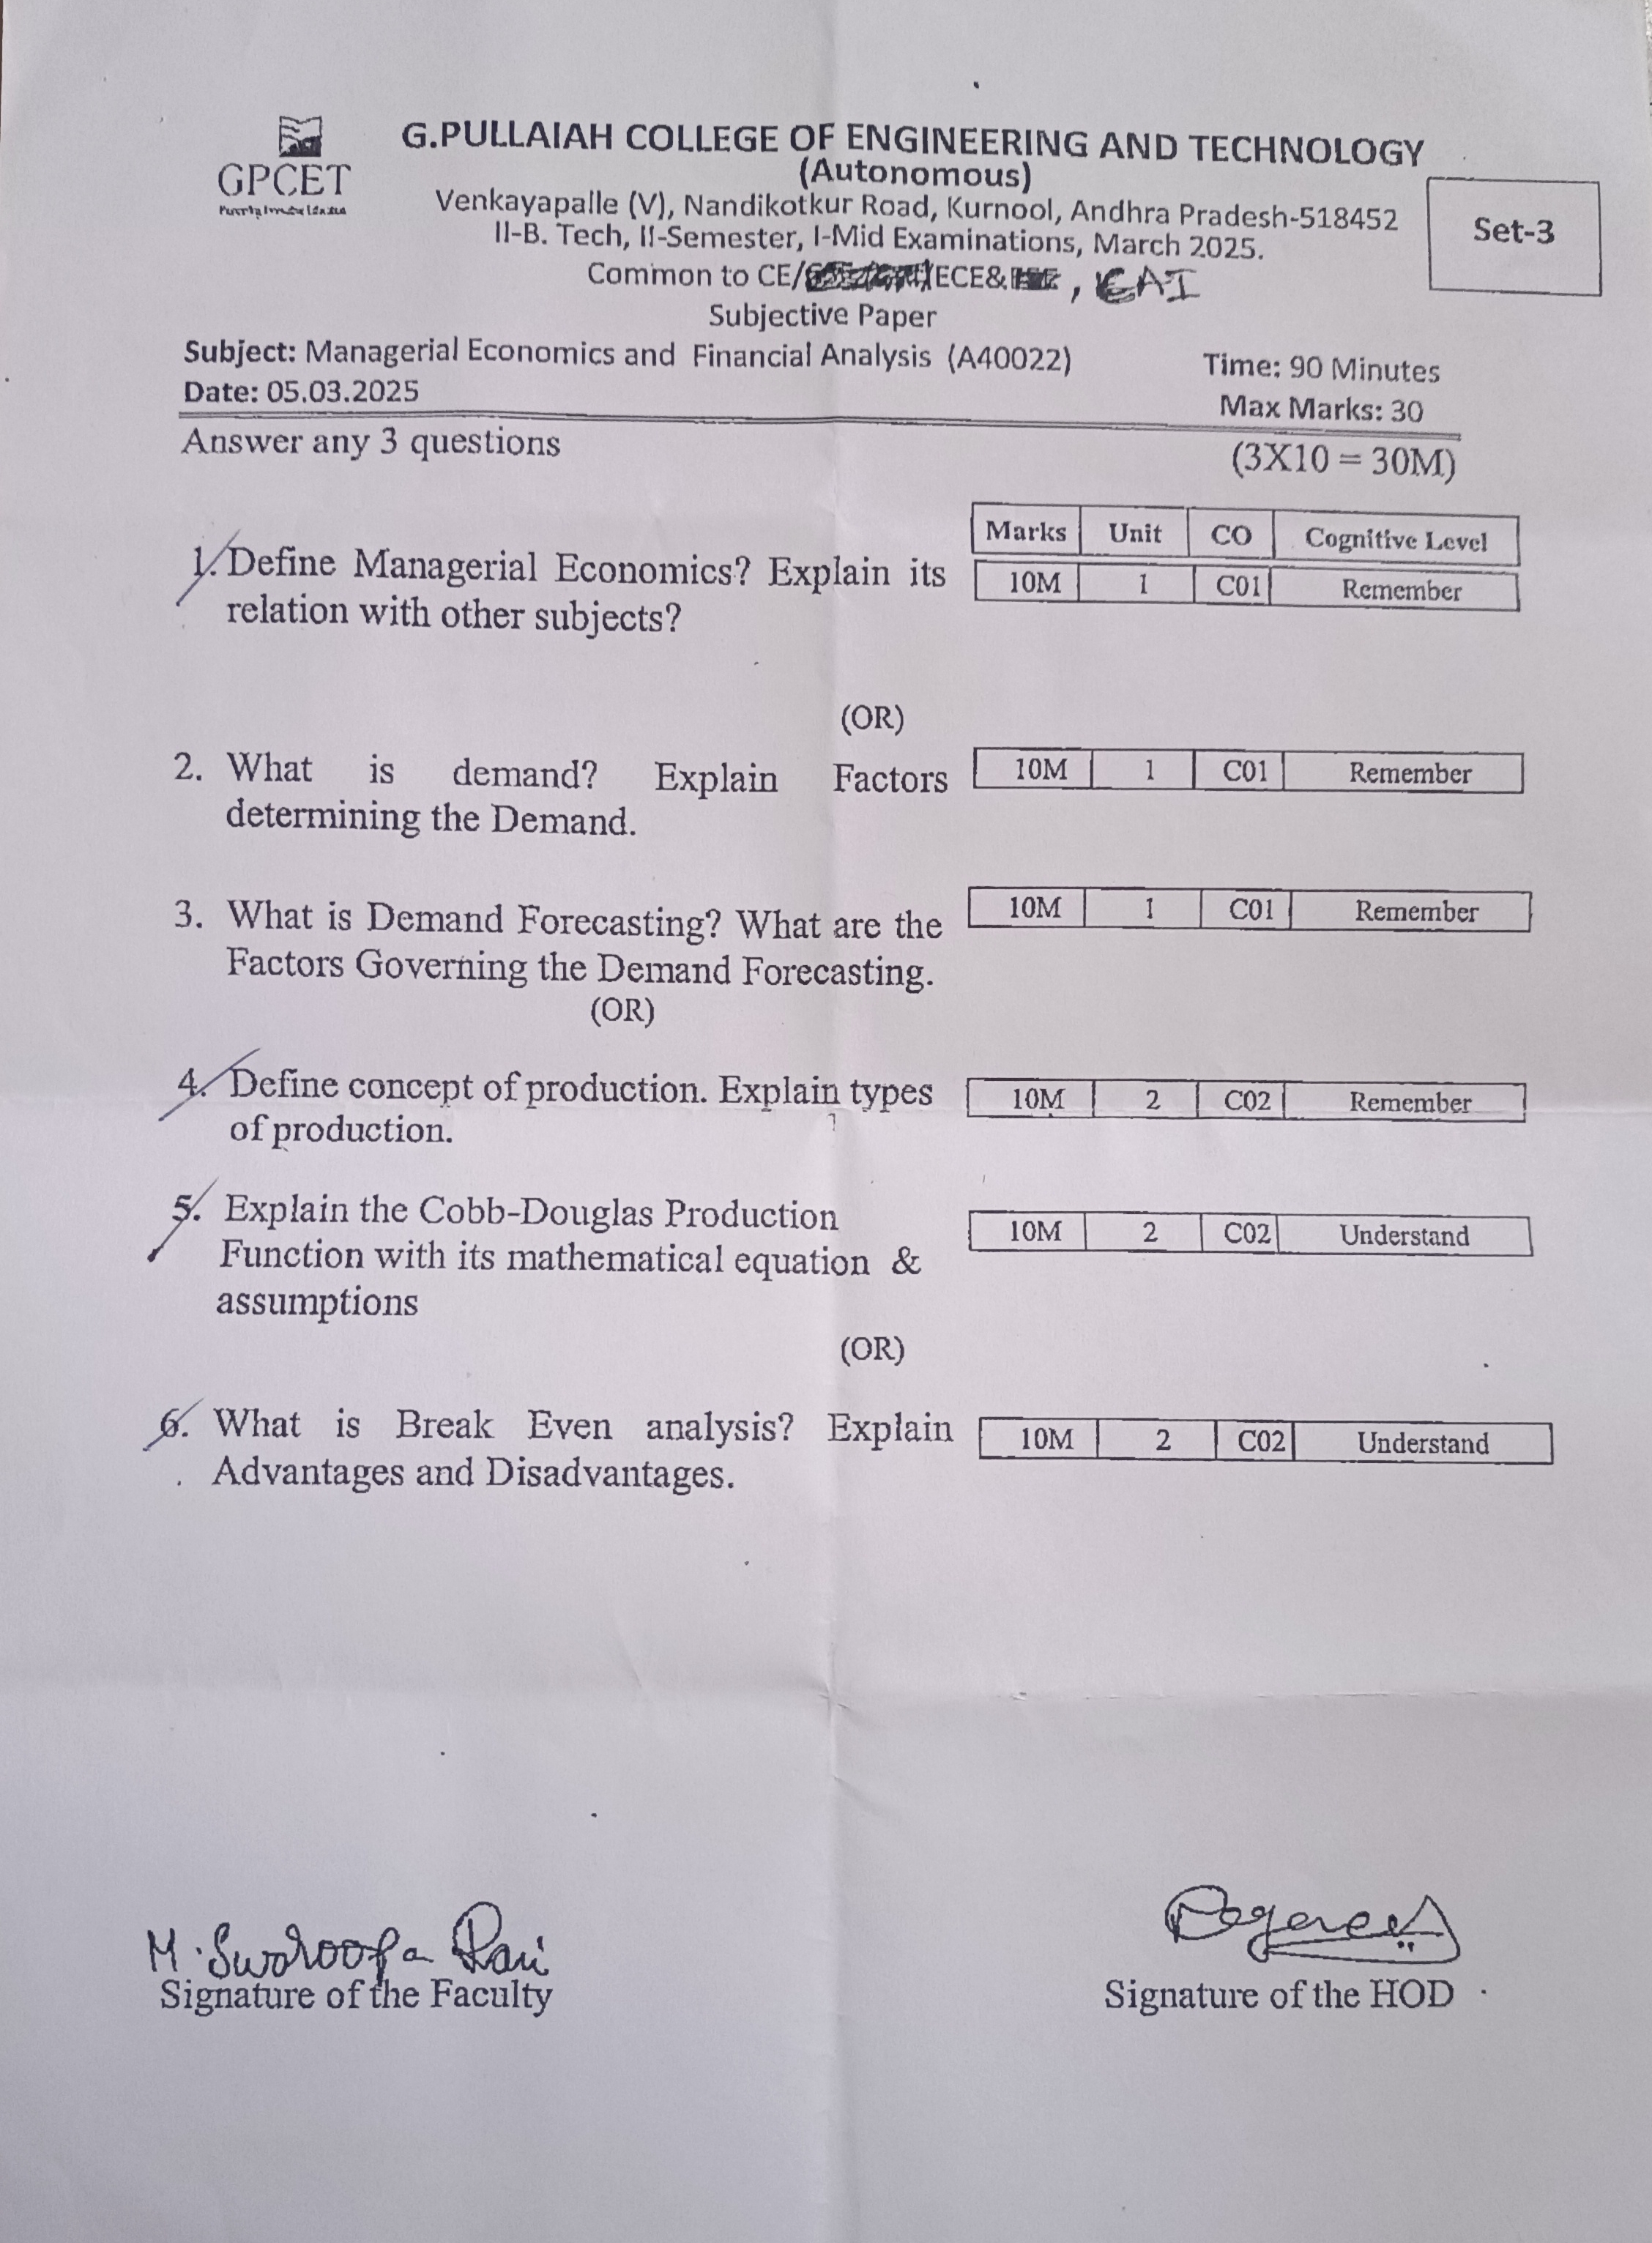 GPCET
G.PULLAIAH COLLEGE OF ENGINEERING AND TECHNOLOGY
(Autonomous)
Venkayapalle (V), Nandikotkur Road, Kurnool, Andhra Pradesh-518452
II-B. Tech, II-Semester, I-Mid Examinations, March 2025.
Set-3
Common to CE/ ECE& , CAI
Subjective Paper
Subject: Managerial Economics and Financial Analysis (A40022)
Time: 90 Minutes
Date: 05.03.2025
Max Marks: 30
Answer any 3 questions
(3X10 = 30M)
Marks Unit CO Cognitive Level
1. Define Managerial Economics? Explain its 10M 1 C01 Remember
relation with other subjects?
(OR)
2. What is demand? Explain Factors 10M 1 C01 Remember
determining the Demand.
3. What is Demand Forecasting? What are the 10M 1 C01 Remember
Factors Governing the Demand Forecasting.
(OR)
4. Define concept of production. Explain types 10M 2 C02 Remember
of production.
5. Explain the Cobb-Douglas Production 10M 2 C02 Understand
Function with its mathematical equation &
assumptions
(OR)
6. What is Break Even analysis? Explain 10M 2 C02 Understand
Advantages and Disadvantages.
M. Swaroopa Rani
Signature of the Faculty
Signature of the HOD